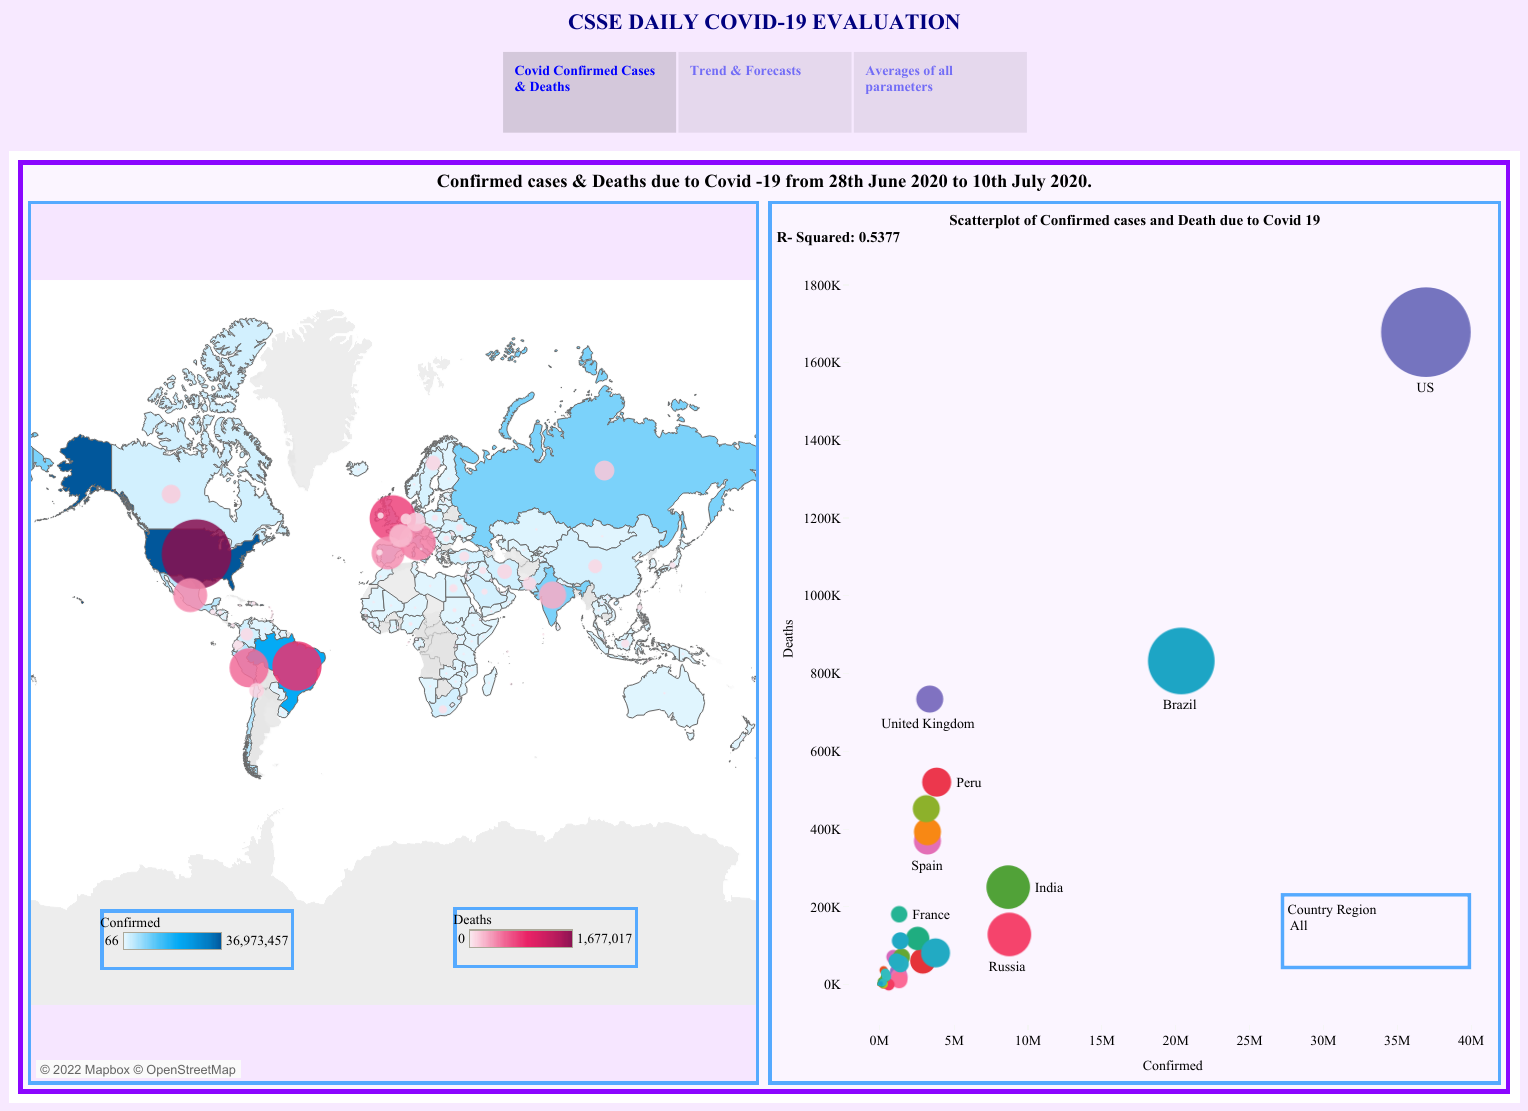 CSSE DAILY COVID-19 EVALUATION
Covid Confirmed Cases
& Deaths
Trend & Forecasts
Averages of all
parameters
Confirmed cases & Deaths due to Covid -19 from 28th June 2020 to 10th July 2020.
Confirmed
66
36,973,457
Deaths
0
1,677,017
© 2022 Mapbox © OpenStreetMap
Scatterplot of Confirmed cases and Death due to Covid 19
R- Squared: 0.5377
1800K
1600K
1400K
1200K
1000K
800K
600K
400K
200K
0K
Deaths
US
Brazil
United Kingdom
Peru
Spain
India
France
Russia
Country Region
All
0M
5M
10M
15M
20M
25M
30M
35M
40M
Confirmed